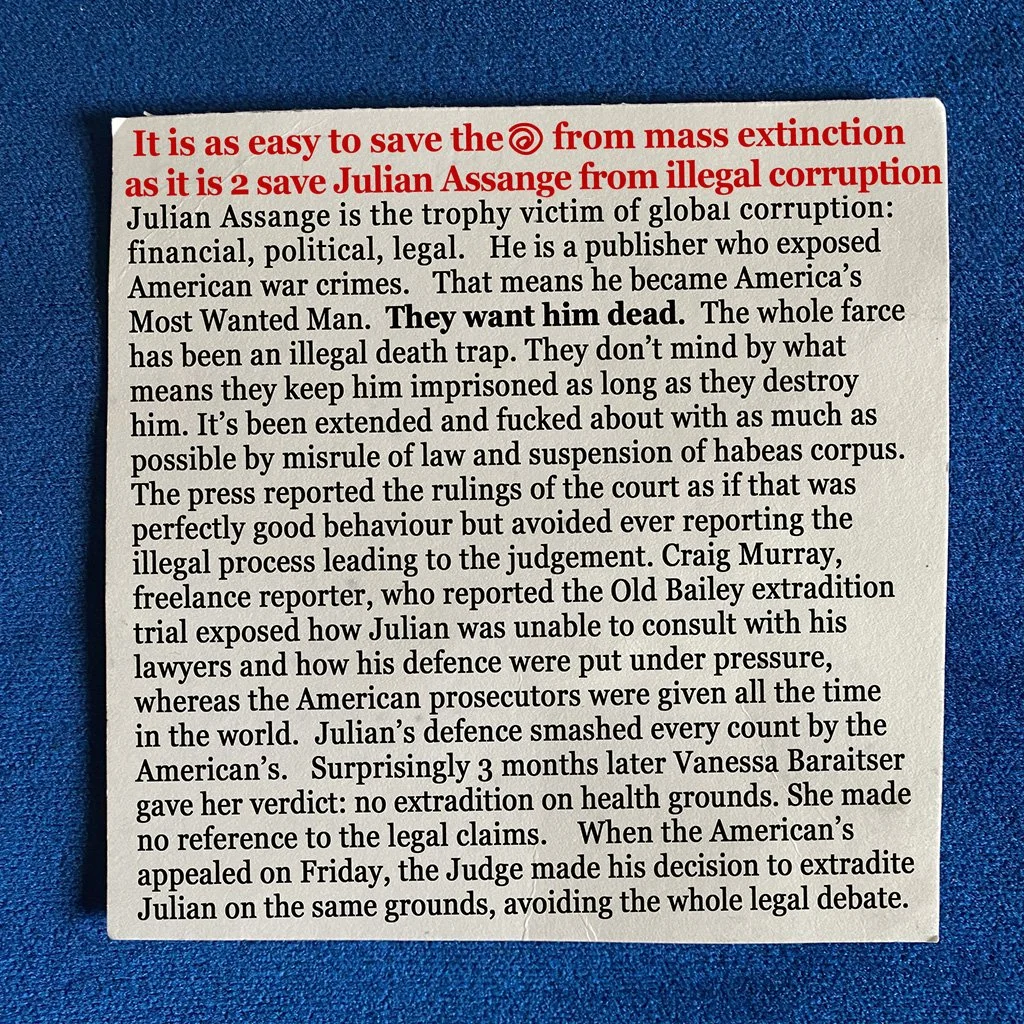 It is as easy to save the from mass extinction
as it is 2 save Julian Assange from illegal corruption
Julian Assange is the trophy victim of global corruption:
financial, political, legal. He is a publisher who exposed
American war crimes. That means he became America's
Most Wanted Man. They want him dead. The whole farce
has been an illegal death trap. They don't mind by what
means they keep him imprisoned as long as they destroy
him. It's been extended and fucked about with as much as
possible by misrule of law and suspension of habeas corpus.
The press reported the rulings of the court as if that was
perfectly good behaviour but avoided ever reporting the
illegal process leading to the judgement. Craig Murray,
freelance reporter, who reported the Old Bailey extradition
trial exposed how Julian was unable to consult with his
lawyers and how his defence were put under pressure,
whereas the American prosecutors were given all the time
in the world. Julian's defence smashed every count by the
American's. Surprisingly 3 months later Vanessa Baraitser
gave her verdict: no extradition on health grounds. She made
no reference to the legal claims. When the American's
appealed on Friday, the Judge made his decision to extradite
Julian on the same grounds, avoiding the whole legal debate.